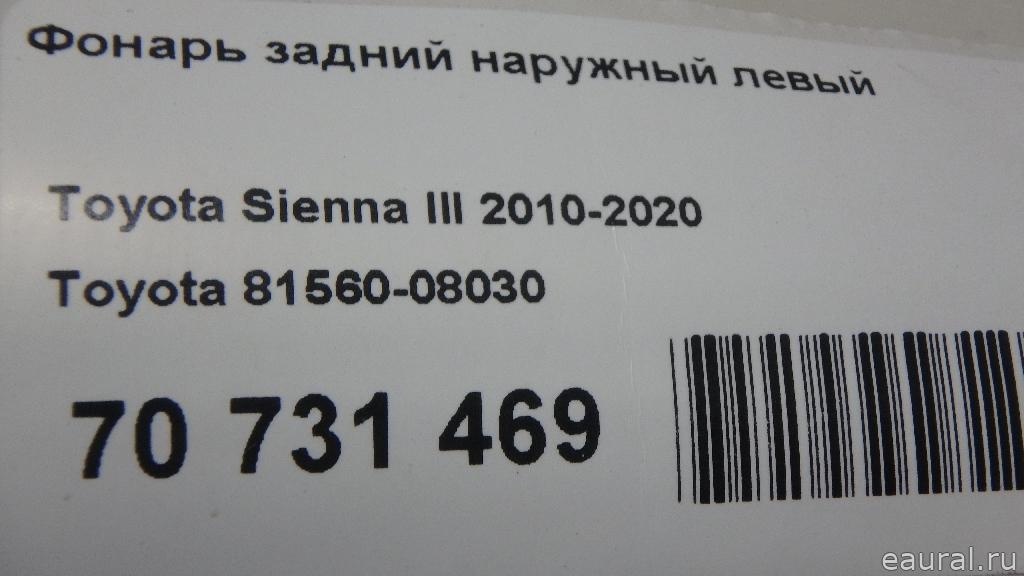 Фонарь задний наружный левый
Toyota Sienna III 2010-2020
Toyota 81560-08030
70 731 469
eaural.ru